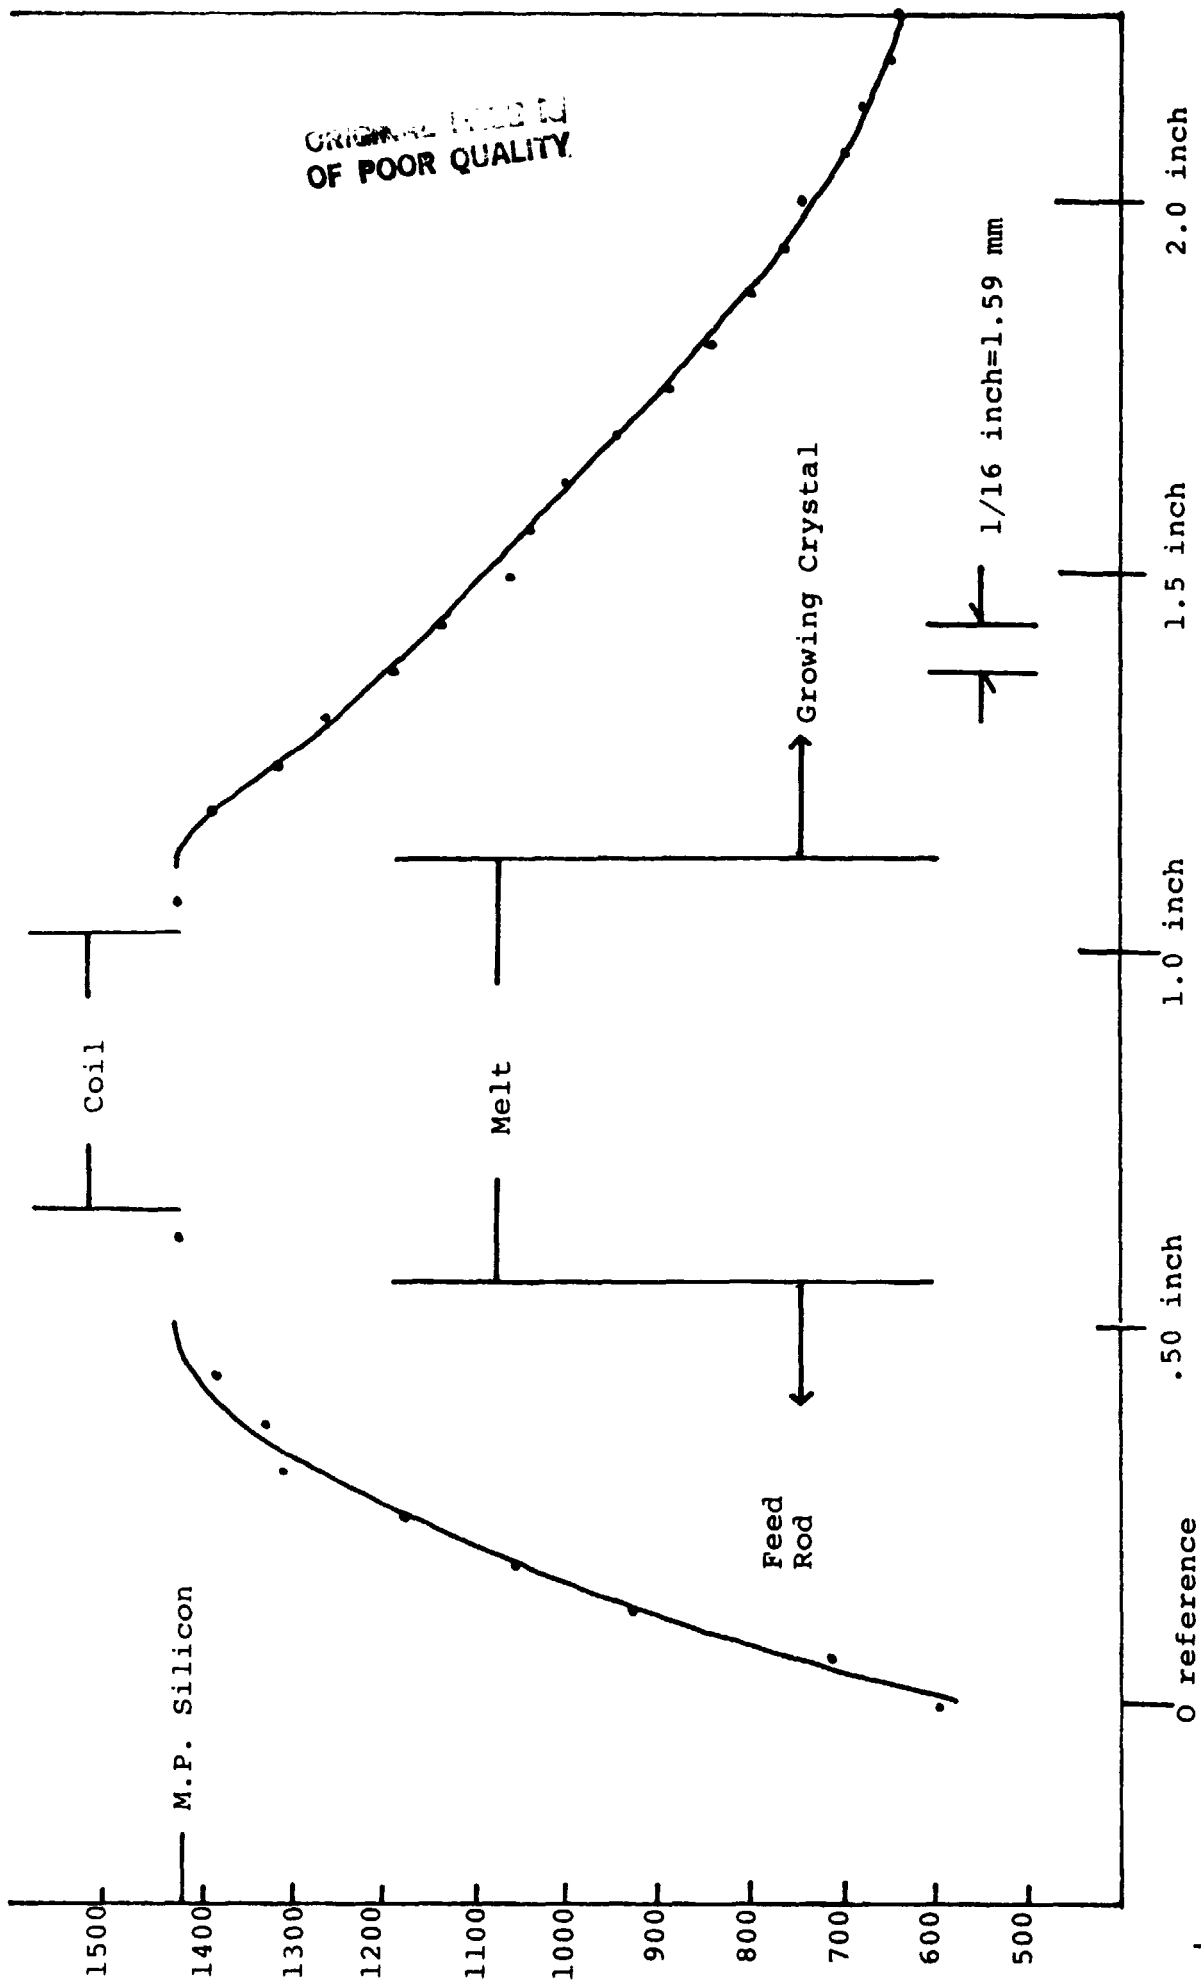 OF POOR QUALITY
Coil
M.P. Silicon
1500
1400
1300
1200
1100
1000
900
800
700
600
500
Melt
Feed
Rod
Growing Crystal
1/16 inch=1.59 mm
O reference
.50 inch
1.0 inch
1.5 inch
2.0 inch